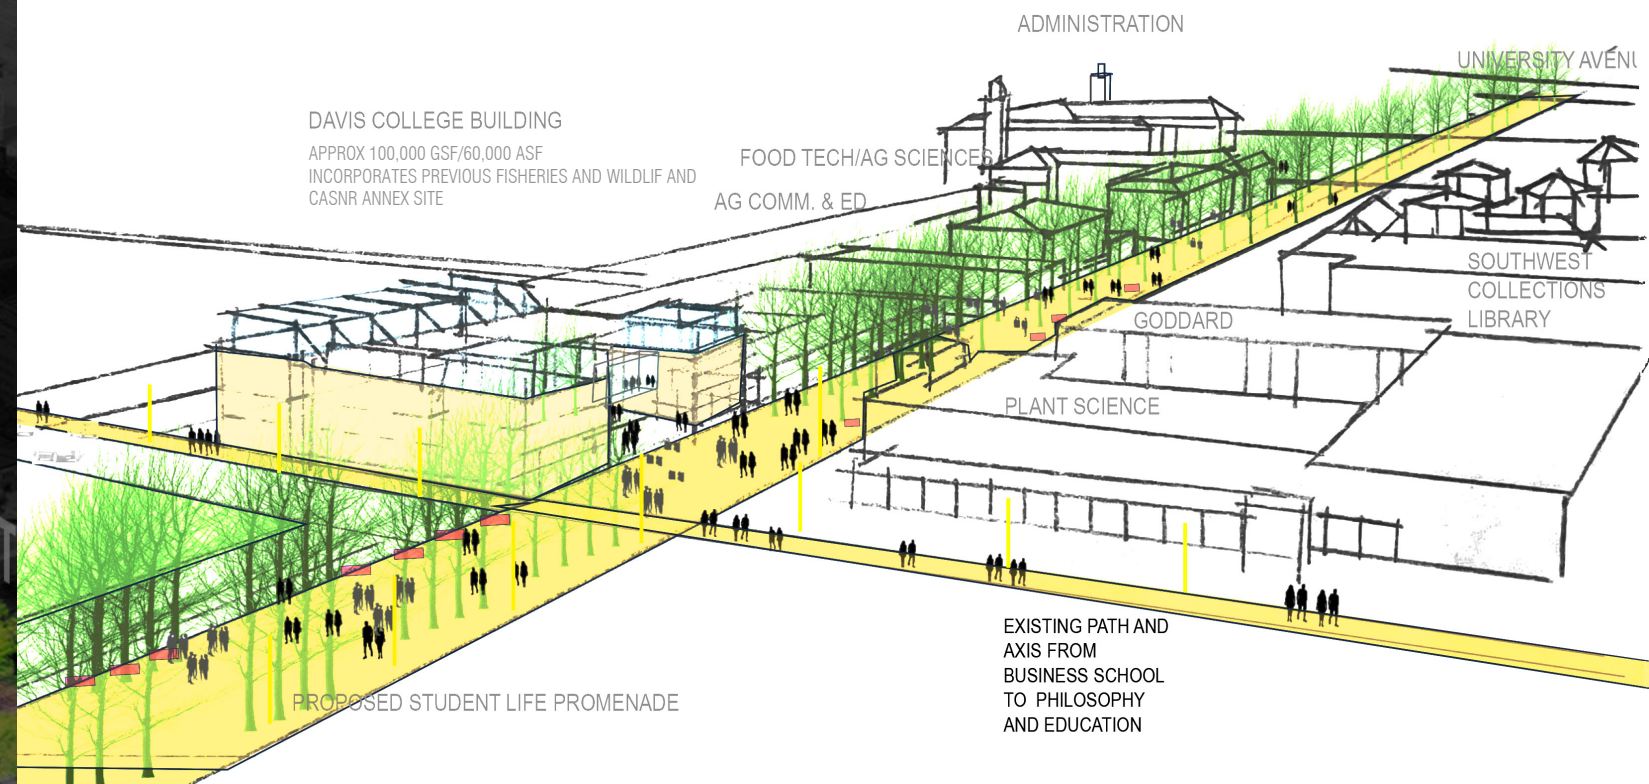 ADMINISTRATION
UNIVERSITY AVENU
DAVIS COLLEGE BUILDING
APPROX 100,000 GSF/60,000 ASF
INCORPORATES PREVIOUS FISHERIES AND WILDLIF AND
CASNR ANNEX SITE
FOOD TECH/AG SCIENCES
AG COMM. & ED
SOUTHWEST
COLLECTIONS
LIBRARY
GODDARD
PLANT SCIENCE
EXISTING PATH AND
AXIS FROM
BUSINESS SCHOOL
TO PHILOSOPHY
AND EDUCATION
PROPOSED STUDENT LIFE PROMENADE